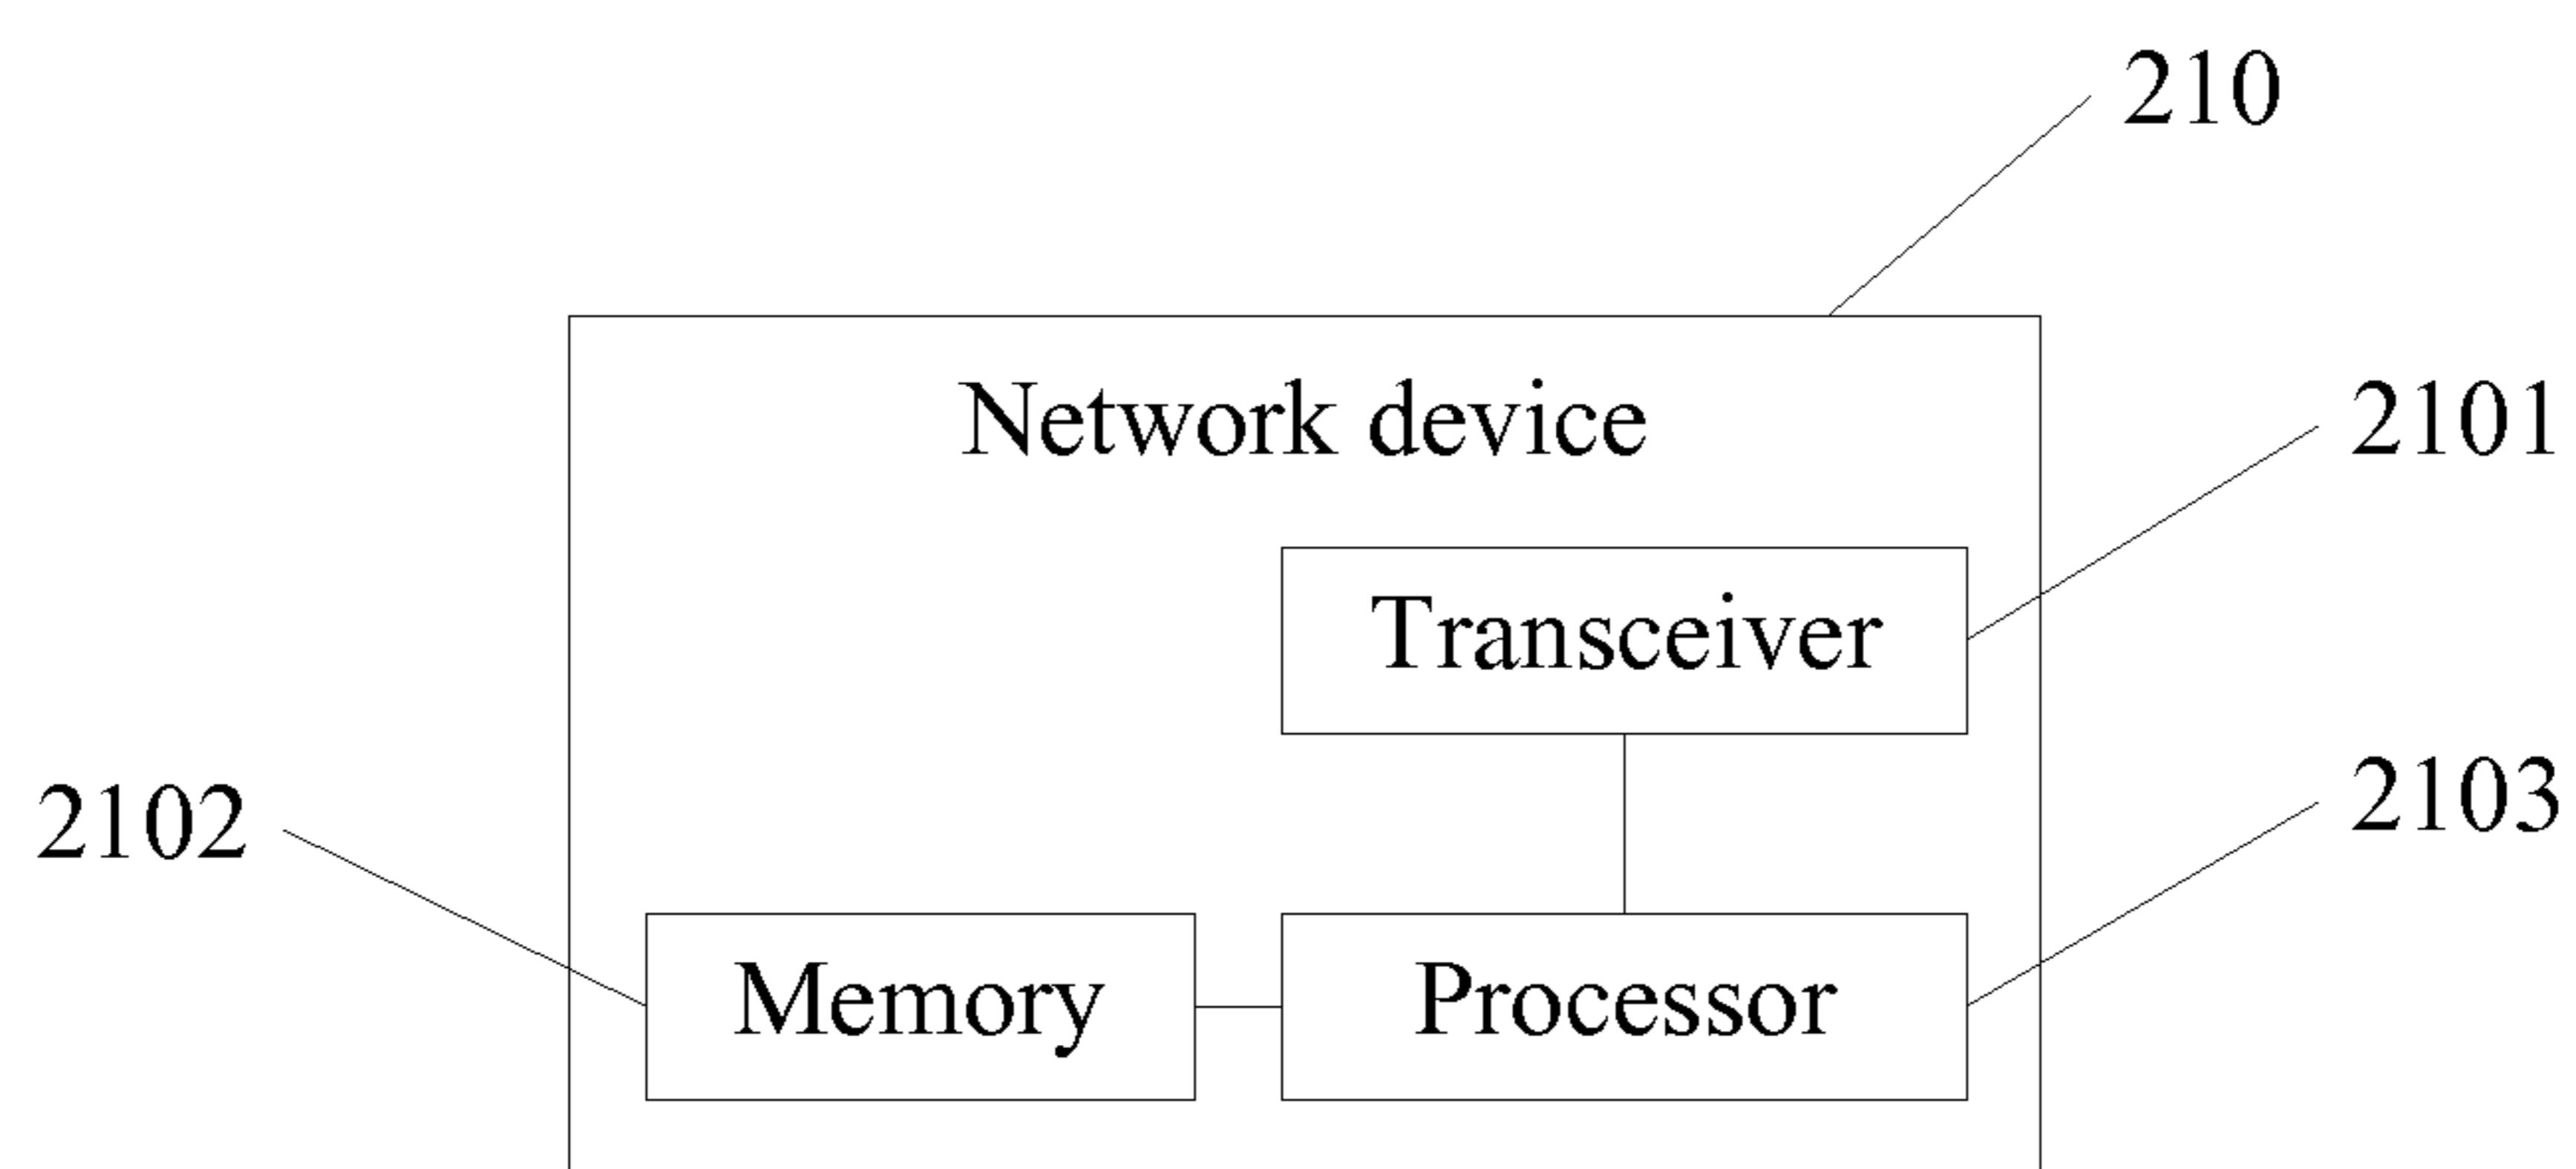 210
Network device
2101
Transceiver
2102
2103
Memory
Processor